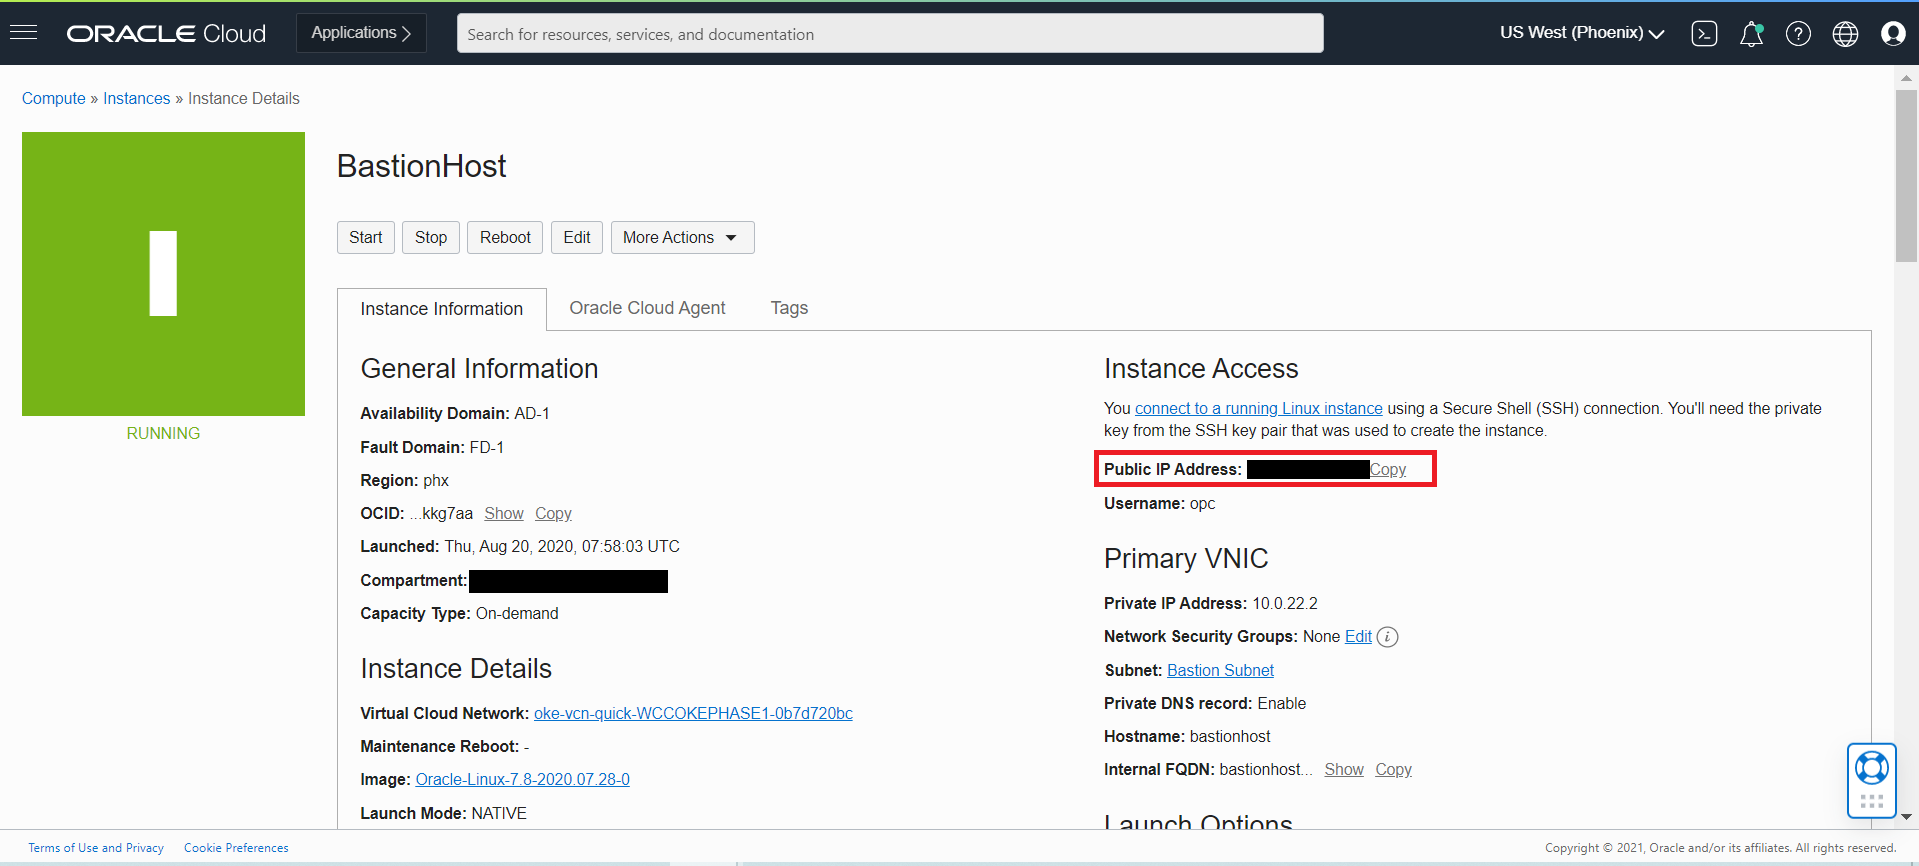 ORACLE Cloud
Applications
Search for resources, services, and documentation
US West (Phoenix)
Compute » Instances » Instance Details
RUNNING
BastionHost
Start
Stop
Reboot
Edit
More Actions
Instance Information
Oracle Cloud Agent
Tags
General Information
Availability Domain: AD-1
Fault Domain: FD-1
Region: phx
OCID: ...kkg7aa Show Copy
Launched: Thu, Aug 20, 2020, 07:58:03 UTC
Compartment:
Capacity Type: On-demand
Instance Details
Virtual Cloud Network: oke-vcn-quick-WCCOKEPHASE1-0b7d720bc
Maintenance Reboot: -
Image: Oracle-Linux-7.8-2020.07.28-0
Launch Mode: NATIVE
Instance Access
You connect to a running Linux instance using a Secure Shell (SSH) connection. You'll need the private
key from the SSH key pair that was used to create the instance.
Public IP Address: Copy
Username: opc
Primary VNIC
Private IP Address: 10.0.22.2
Network Security Groups: None Edit
Subnet: Bastion Subnet
Private DNS record: Enable
Hostname: bastionhost
Internal FQDN: bastionhost... Show Copy
Launch Options
Terms of Use and Privacy
Cookie Preferences
Copyright © 2021, Oracle and/or its affiliates. All rights reserved.